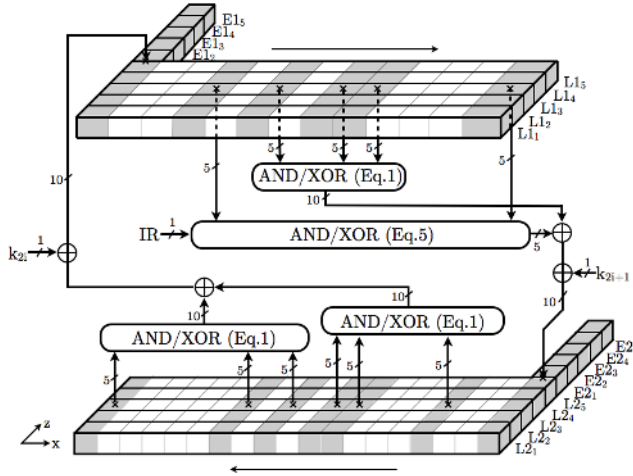 E1₅
E1₄
E1₃
E1₂
L1₅
L1₄
L1₃
L1₂
L1₁
5
5
5
5
5
AND/XOR (Eq.1)
10
10
IR
1
AND/XOR (Eq.5)
5
k₂ᵢ
1
1
k₂ᵢ₊₁
10
10
10
AND/XOR (Eq.1)
AND/XOR (Eq.1)
5
5
5
5
5
5
E2
E2₄
E2₃
E2₂
E2₁
L2₅
L2₄
L2₃
L2₂
L2₁
z
x